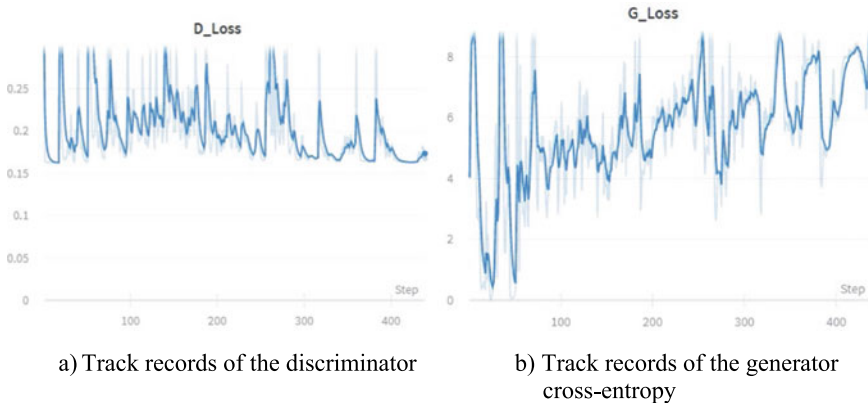 D_Loss
0.25
0.2
0.15
0.1
0.05
0
Step
100
200
300
400
a) Track records of the discriminator
G_Loss
8
6
4
2
0
Step
100
200
300
400
b) Track records of the generator
cross-entropy